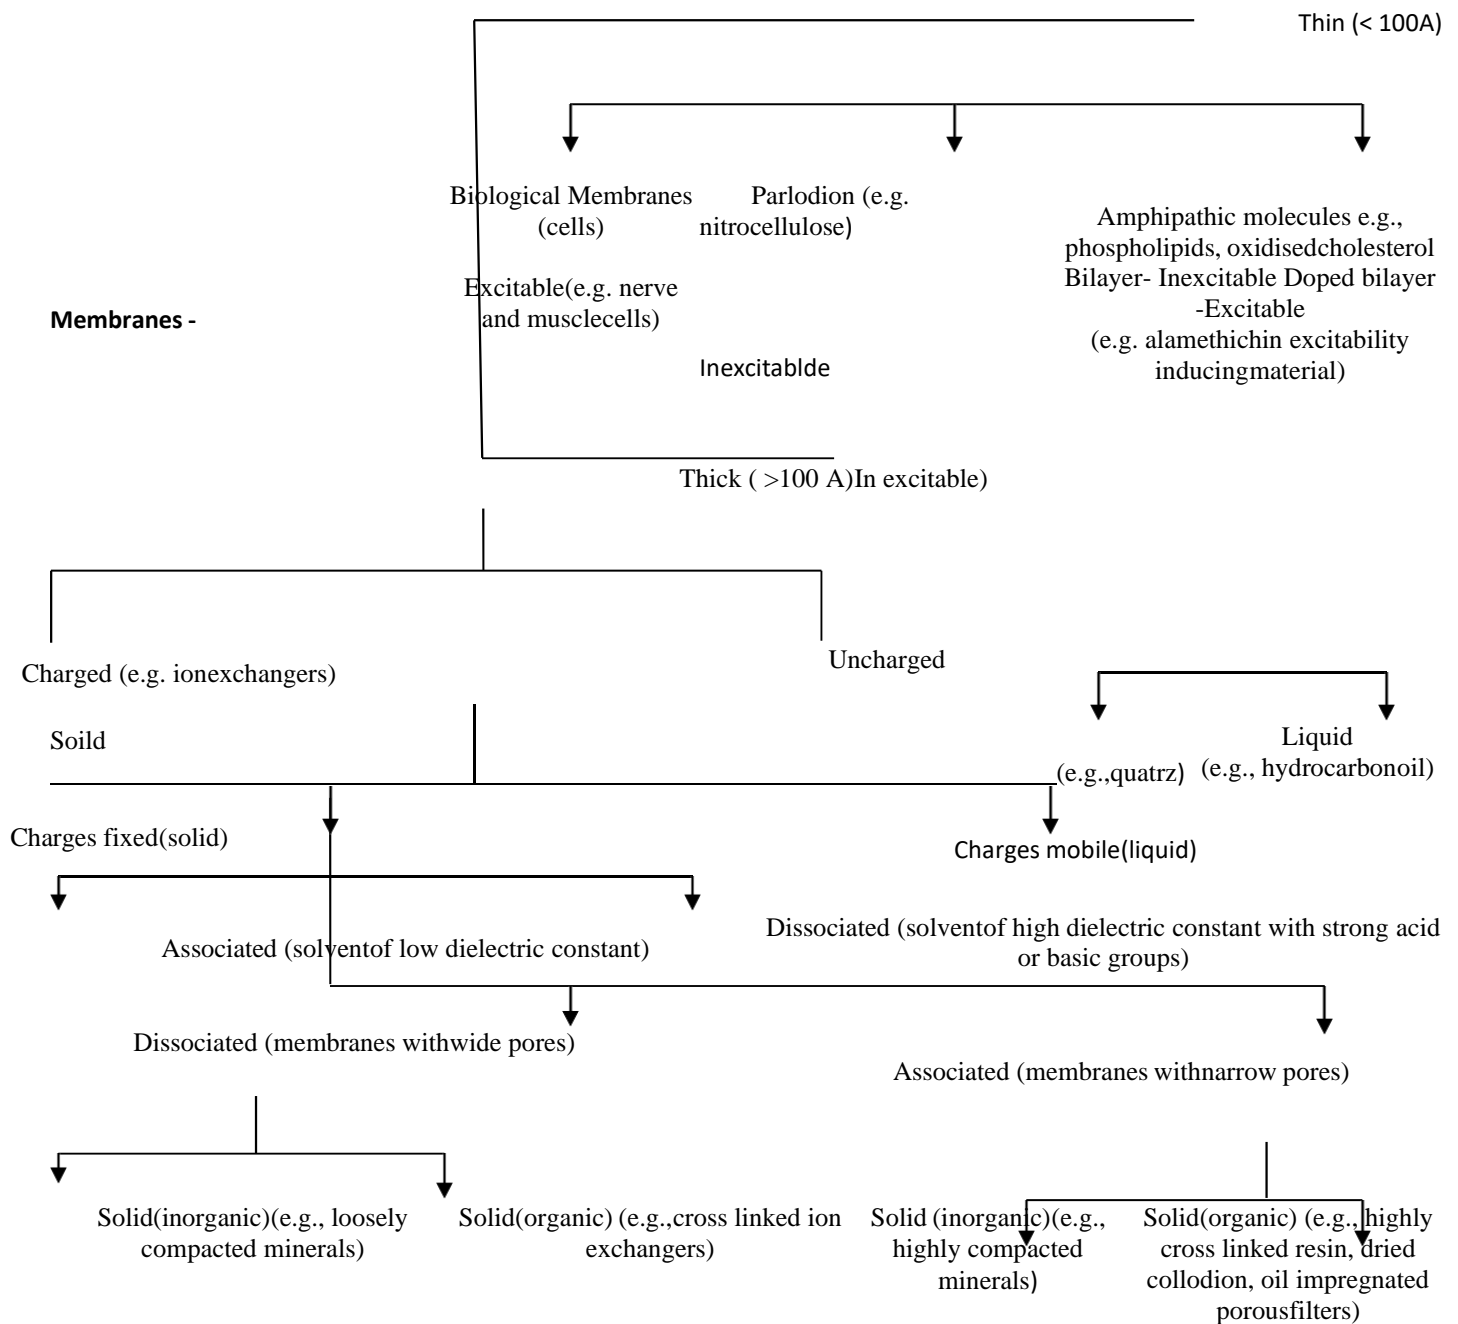 Thin (< 100A)
Biological Membranes
(cells)
Parlodion (e.g.
nitrocellulose)
Amphipathic molecules e.g.,
phospholipids, oxidisedcholesterol
Bilayer- Inexcitable Doped bilayer
-Excitable
(e.g. alamethichin excitability
inducingmaterial)
Excitable(e.g. nerve
and musclecells)
Membranes -
Inexcitablde
Thick ( >100 A)In excitable)
Charged (e.g. ionexchangers)
Uncharged
Soild
(e.g.,quatrz)
Liquid
(e.g., hydrocarbonoil)
Charges fixed(solid)
Charges mobile(liquid)
Associated (solventof low dielectric constant)
Dissociated (solventof high dielectric constant with strong acid
or basic groups)
Dissociated (membranes withwide pores)
Associated (membranes withnarrow pores)
Solid(inorganic)(e.g., loosely
compacted minerals)
Solid(organic) (e.g.,cross linked ion
exchangers)
Solid (inorganic)(e.g.,
highly compacted
minerals)
Solid(organic) (e.g., highly
cross linked resin, dried
collodion, oil impregnated
porousfilters)